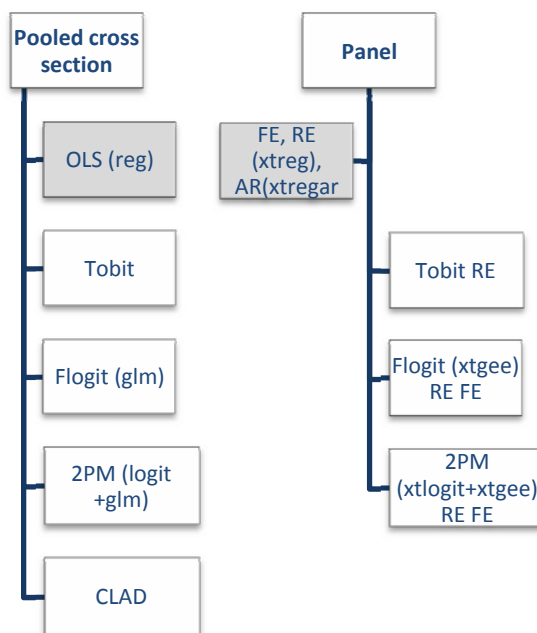 Pooled cross
section
OLS (reg)
Tobit
Flogit (glm)
2PM (logit
+glm)
CLAD
Panel
FE, RE
(xtreg),
AR(xtregar
Tobit RE
Flogit (xtgee)
RE FE
2PM
(xtlogit+xtgee)
RE FE